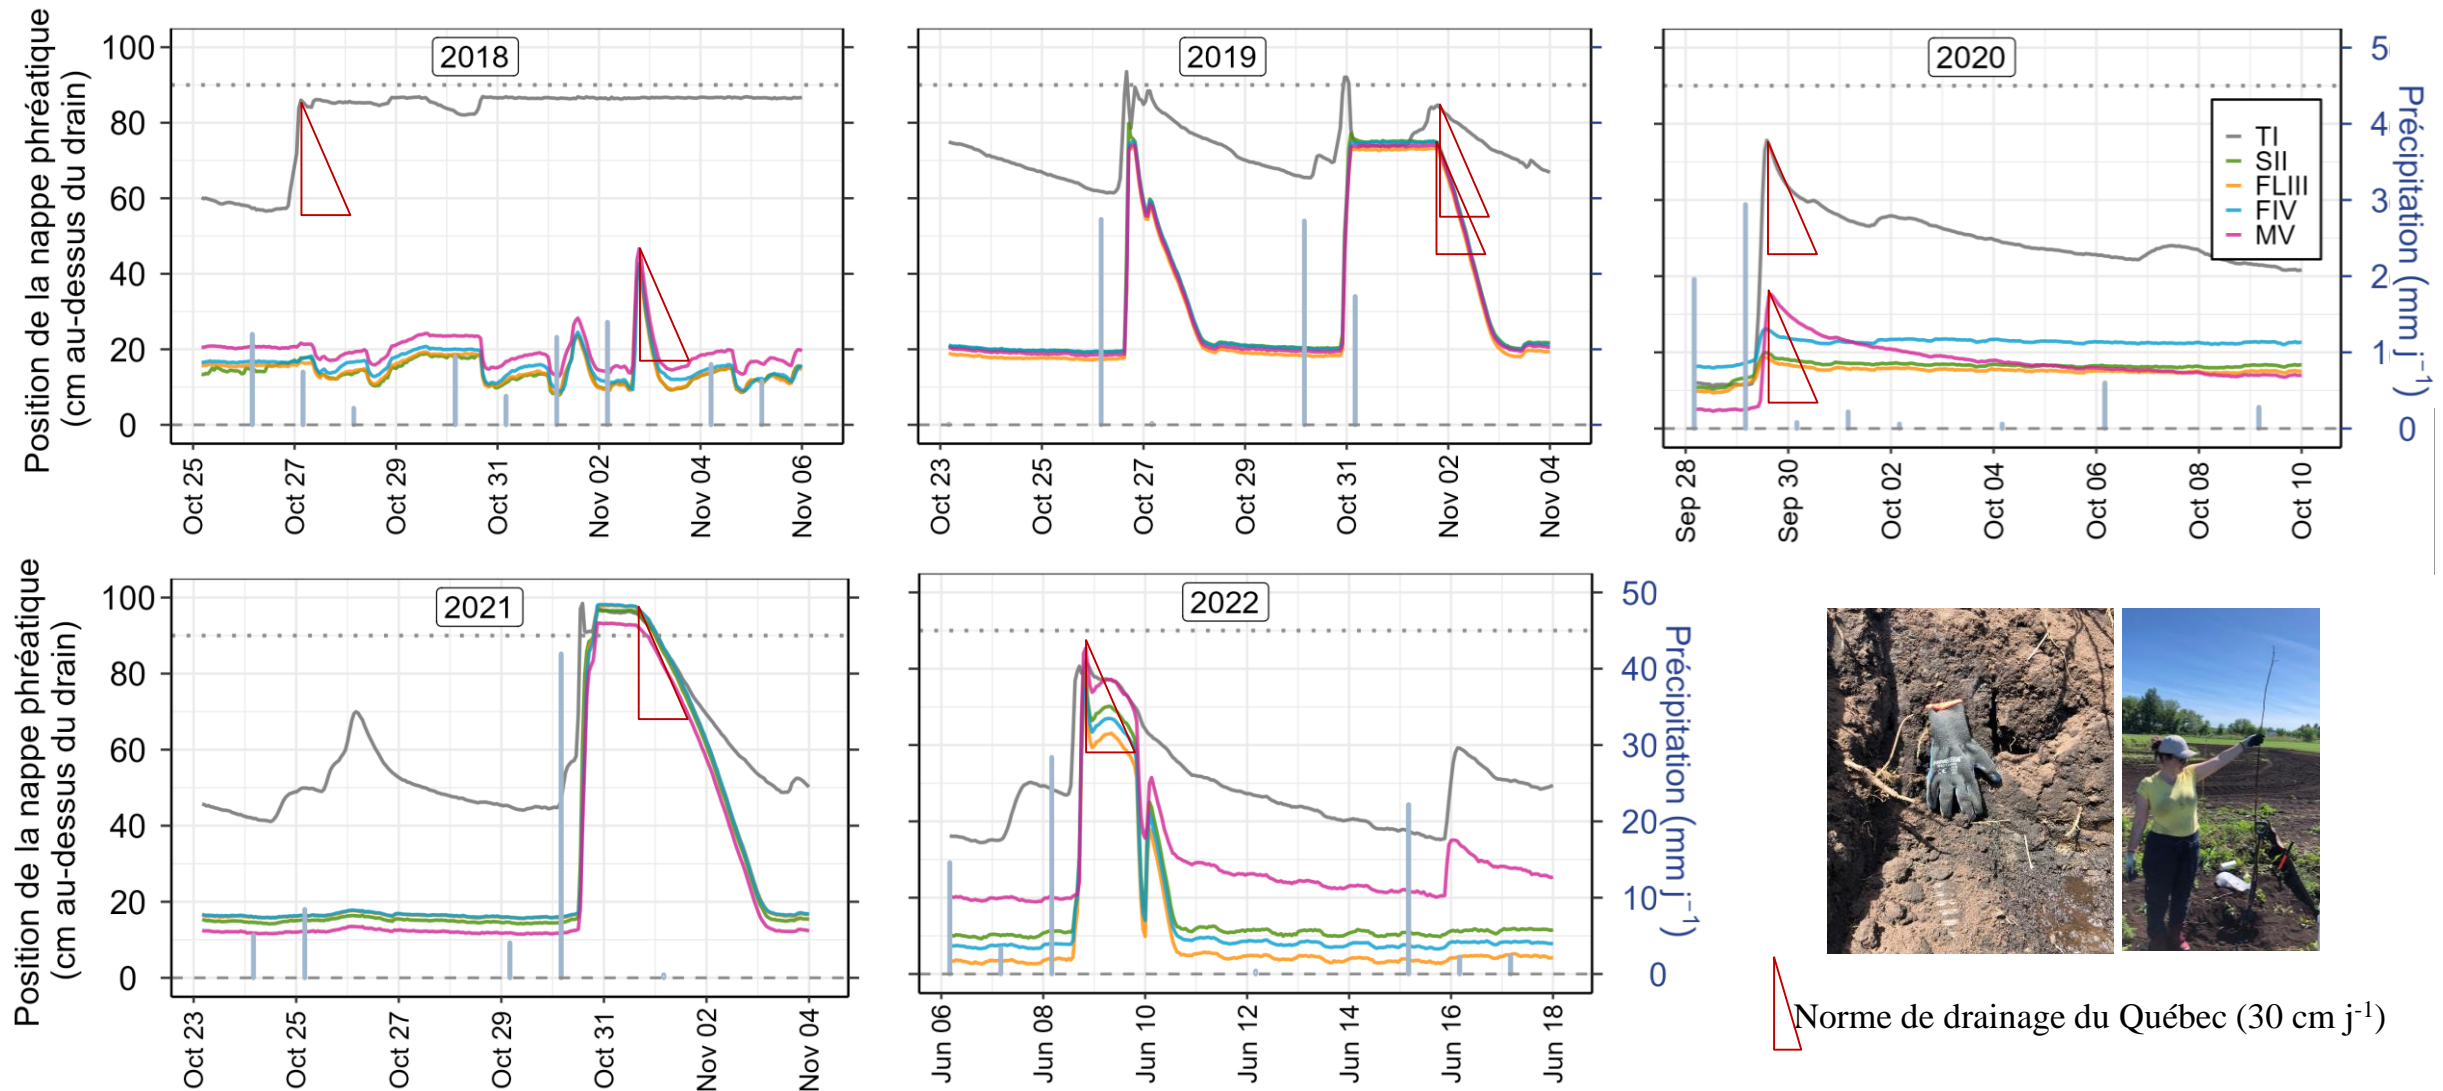 Position de la nappe phréatique
(cm au-dessus du drain)
100
80
60
40
20
0
2018
Oct 25
Oct 27
Oct 29
Oct 31
Nov 02
Nov 04
Nov 06
2019
Oct 23
Oct 25
Oct 27
Oct 29
Oct 31
Nov 02
Nov 04
2020
TI
SII
FLIII
FIV
MV
Sep 28
Sep 30
Oct 02
Oct 04
Oct 06
Oct 08
Oct 10
5
4
3
2
1
0
Précipitation (mm j⁻¹)
Position de la nappe phréatique
(cm au-dessus du drain)
100
80
60
40
20
0
2021
Oct 23
Oct 25
Oct 27
Oct 29
Oct 31
Nov 02
Nov 04
2022
Jun 06
Jun 08
Jun 10
Jun 12
Jun 14
Jun 16
Jun 18
50
40
30
20
10
0
Précipitation (mm j⁻¹)
Norme de drainage du Québec (30 cm j⁻¹)